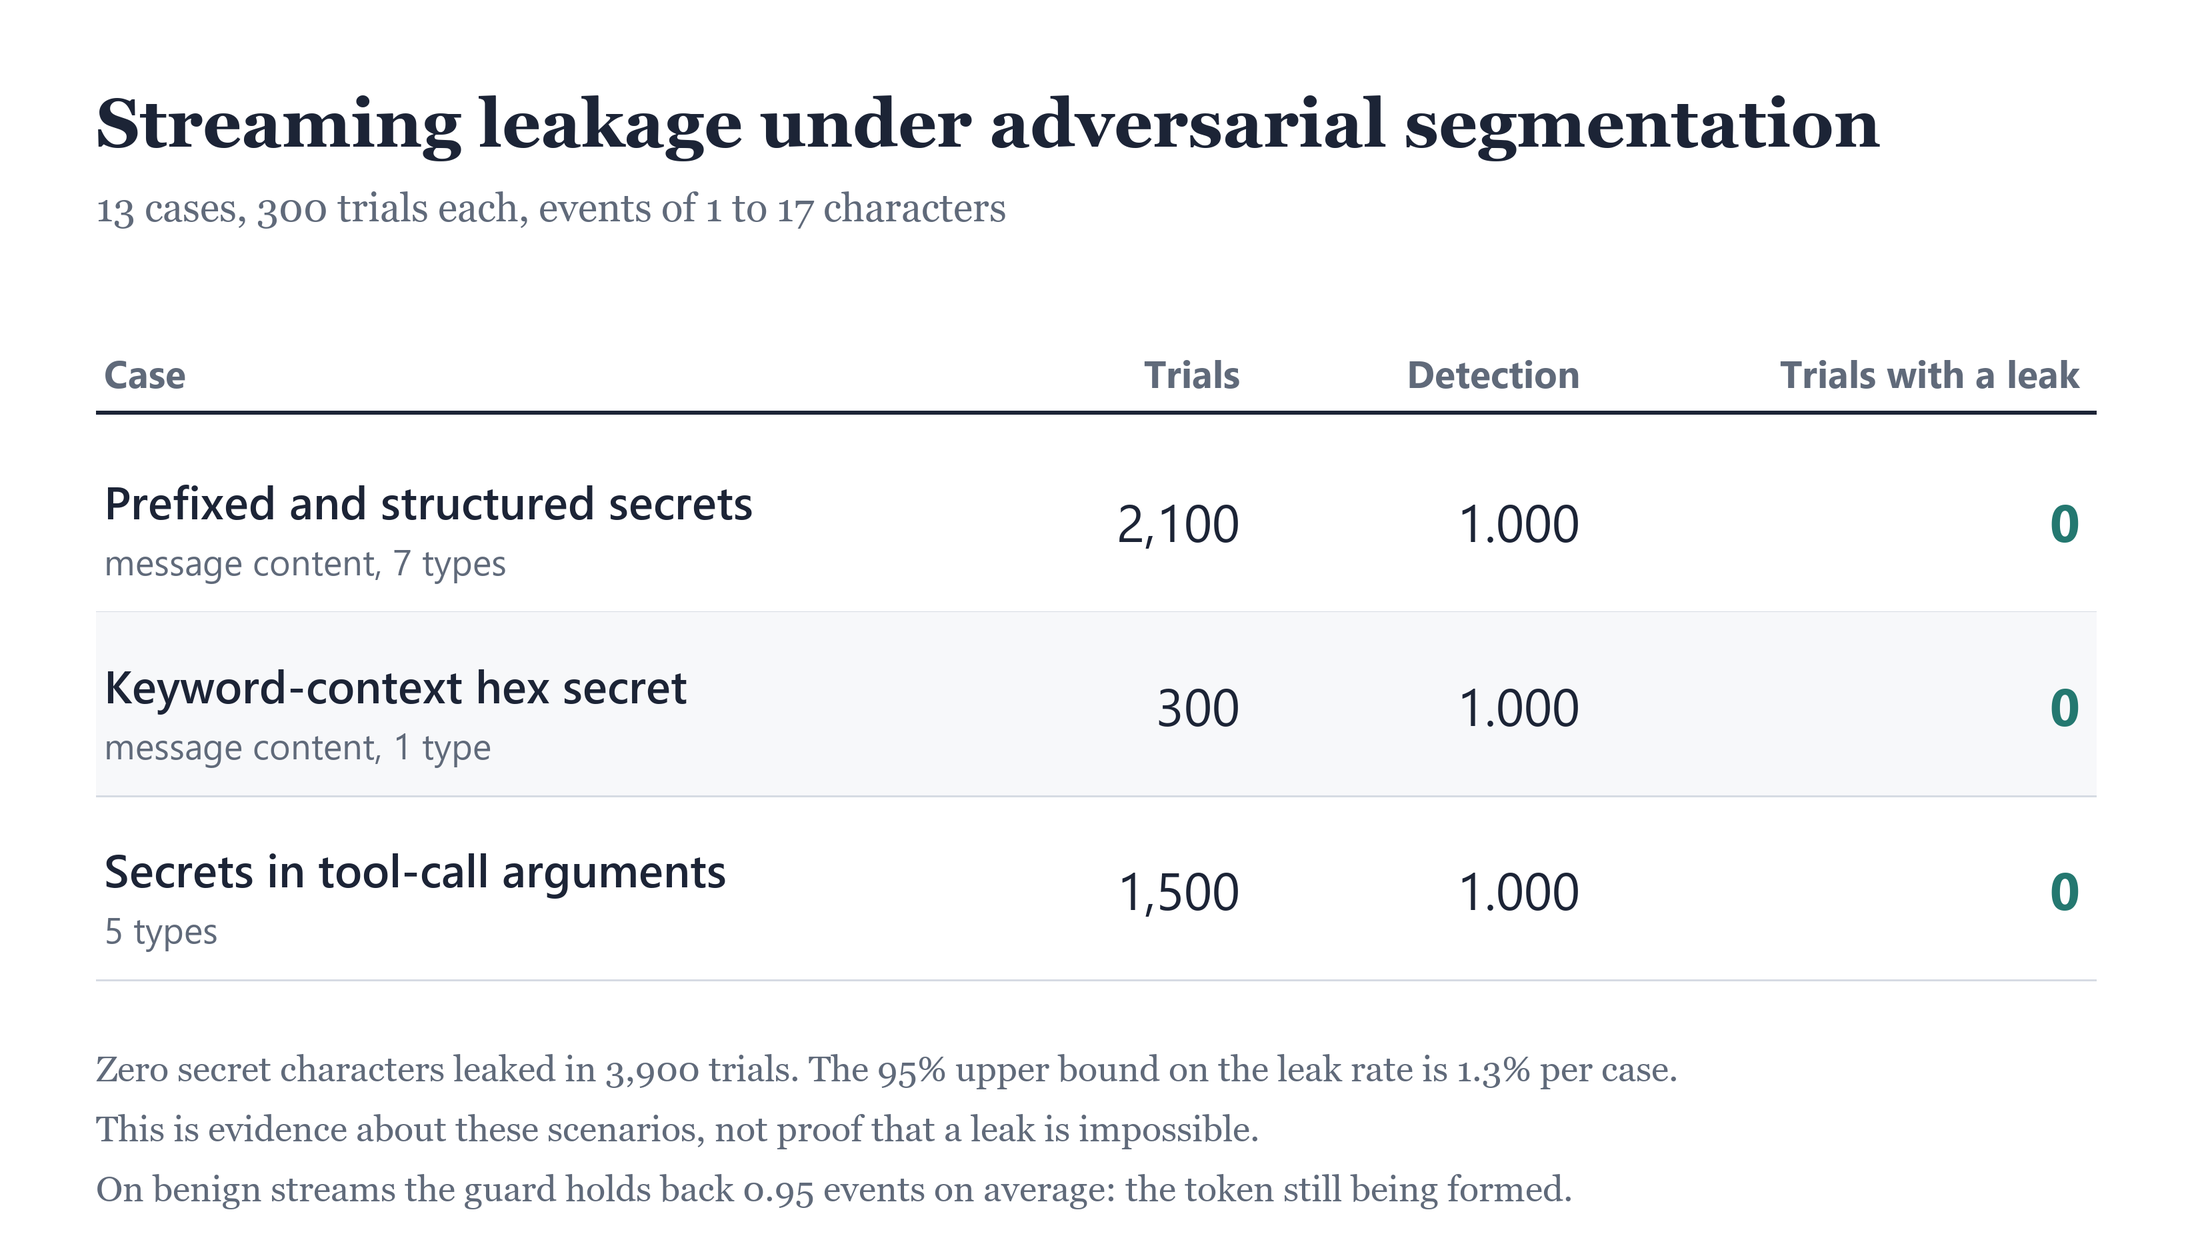 Streaming leakage under adversarial segmentation
13 cases, 300 trials each, events of 1 to 17 characters
Case Trials Detection Trials with a leak
Prefixed and structured secrets
message content, 7 types
2,100 1.000 0
Keyword-context hex secret
message content, 1 type
300 1.000 0
Secrets in tool-call arguments
5 types
1,500 1.000 0
Zero secret characters leaked in 3,900 trials. The 95% upper bound on the leak rate is 1.3% per case.
This is evidence about these scenarios, not proof that a leak is impossible.
On benign streams the guard holds back 0.95 events on average: the token still being formed.